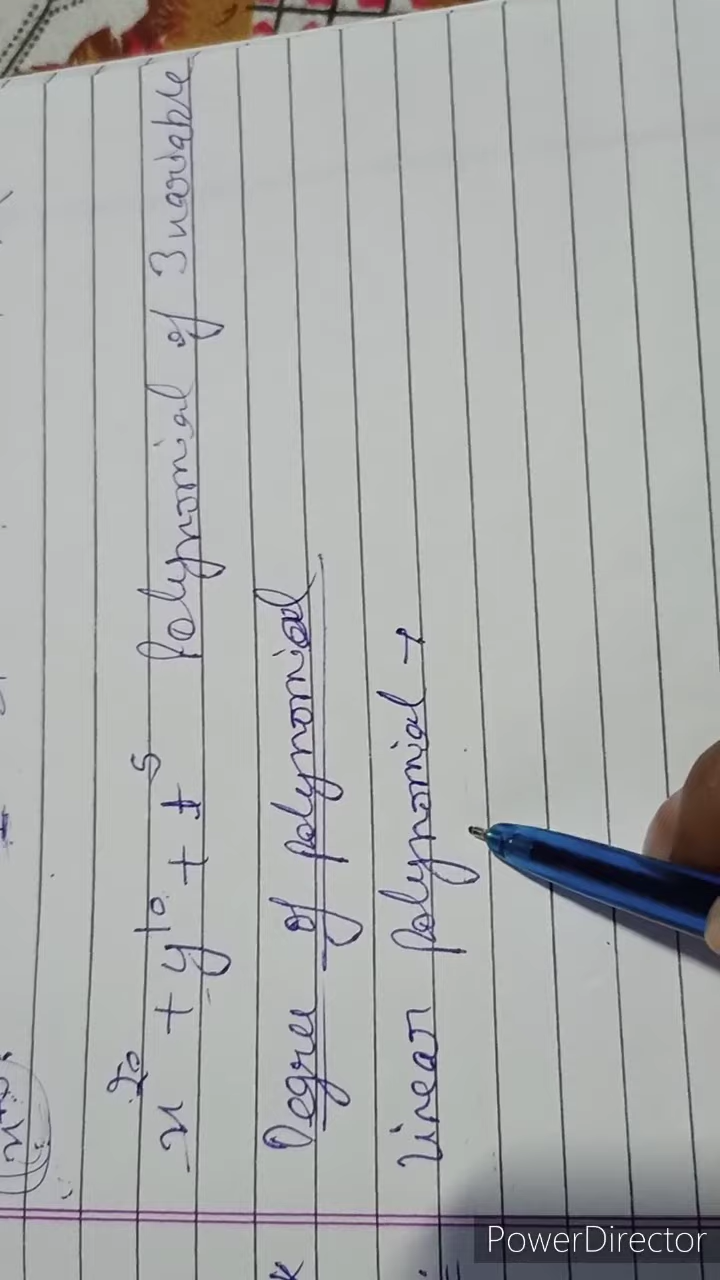 x²⁰ + y¹⁰ + t⁵ Polynomial of 3 variable
Degree of polynomial
Linear polynomial →
PowerDirector